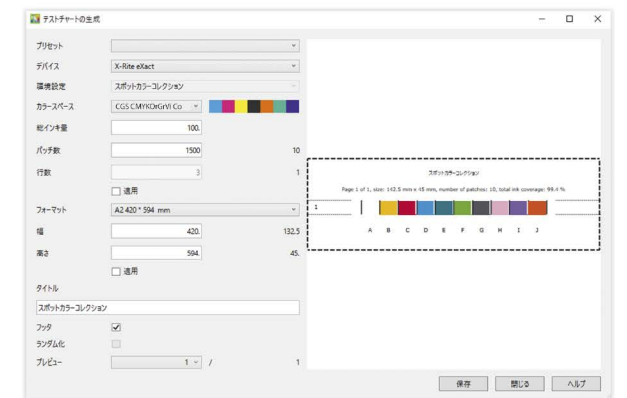 テストチャートの生成
プリセット
デバイス X-Rite eXact
環境設定 スポットカラーコレクション
カラースペース CGS CMYKOrGrVi Co
総インキ量 100.
パッチ数 1500 10
行数 3 1
適用
フォーマット A2 420 * 594 mm
幅 420. 132.5
高さ 594. 45.
適用
タイトル
スポットカラーコレクション
フッタ
ランダム化
プレビュー 1 / 1
スポットカラーコレクション
Page 1 of 1, size: 142.5 mm x 45 mm, number of patches: 10, total ink coverage: 99.4 %
1
A B C D E F G H I J
保存 閉じる ヘルプ